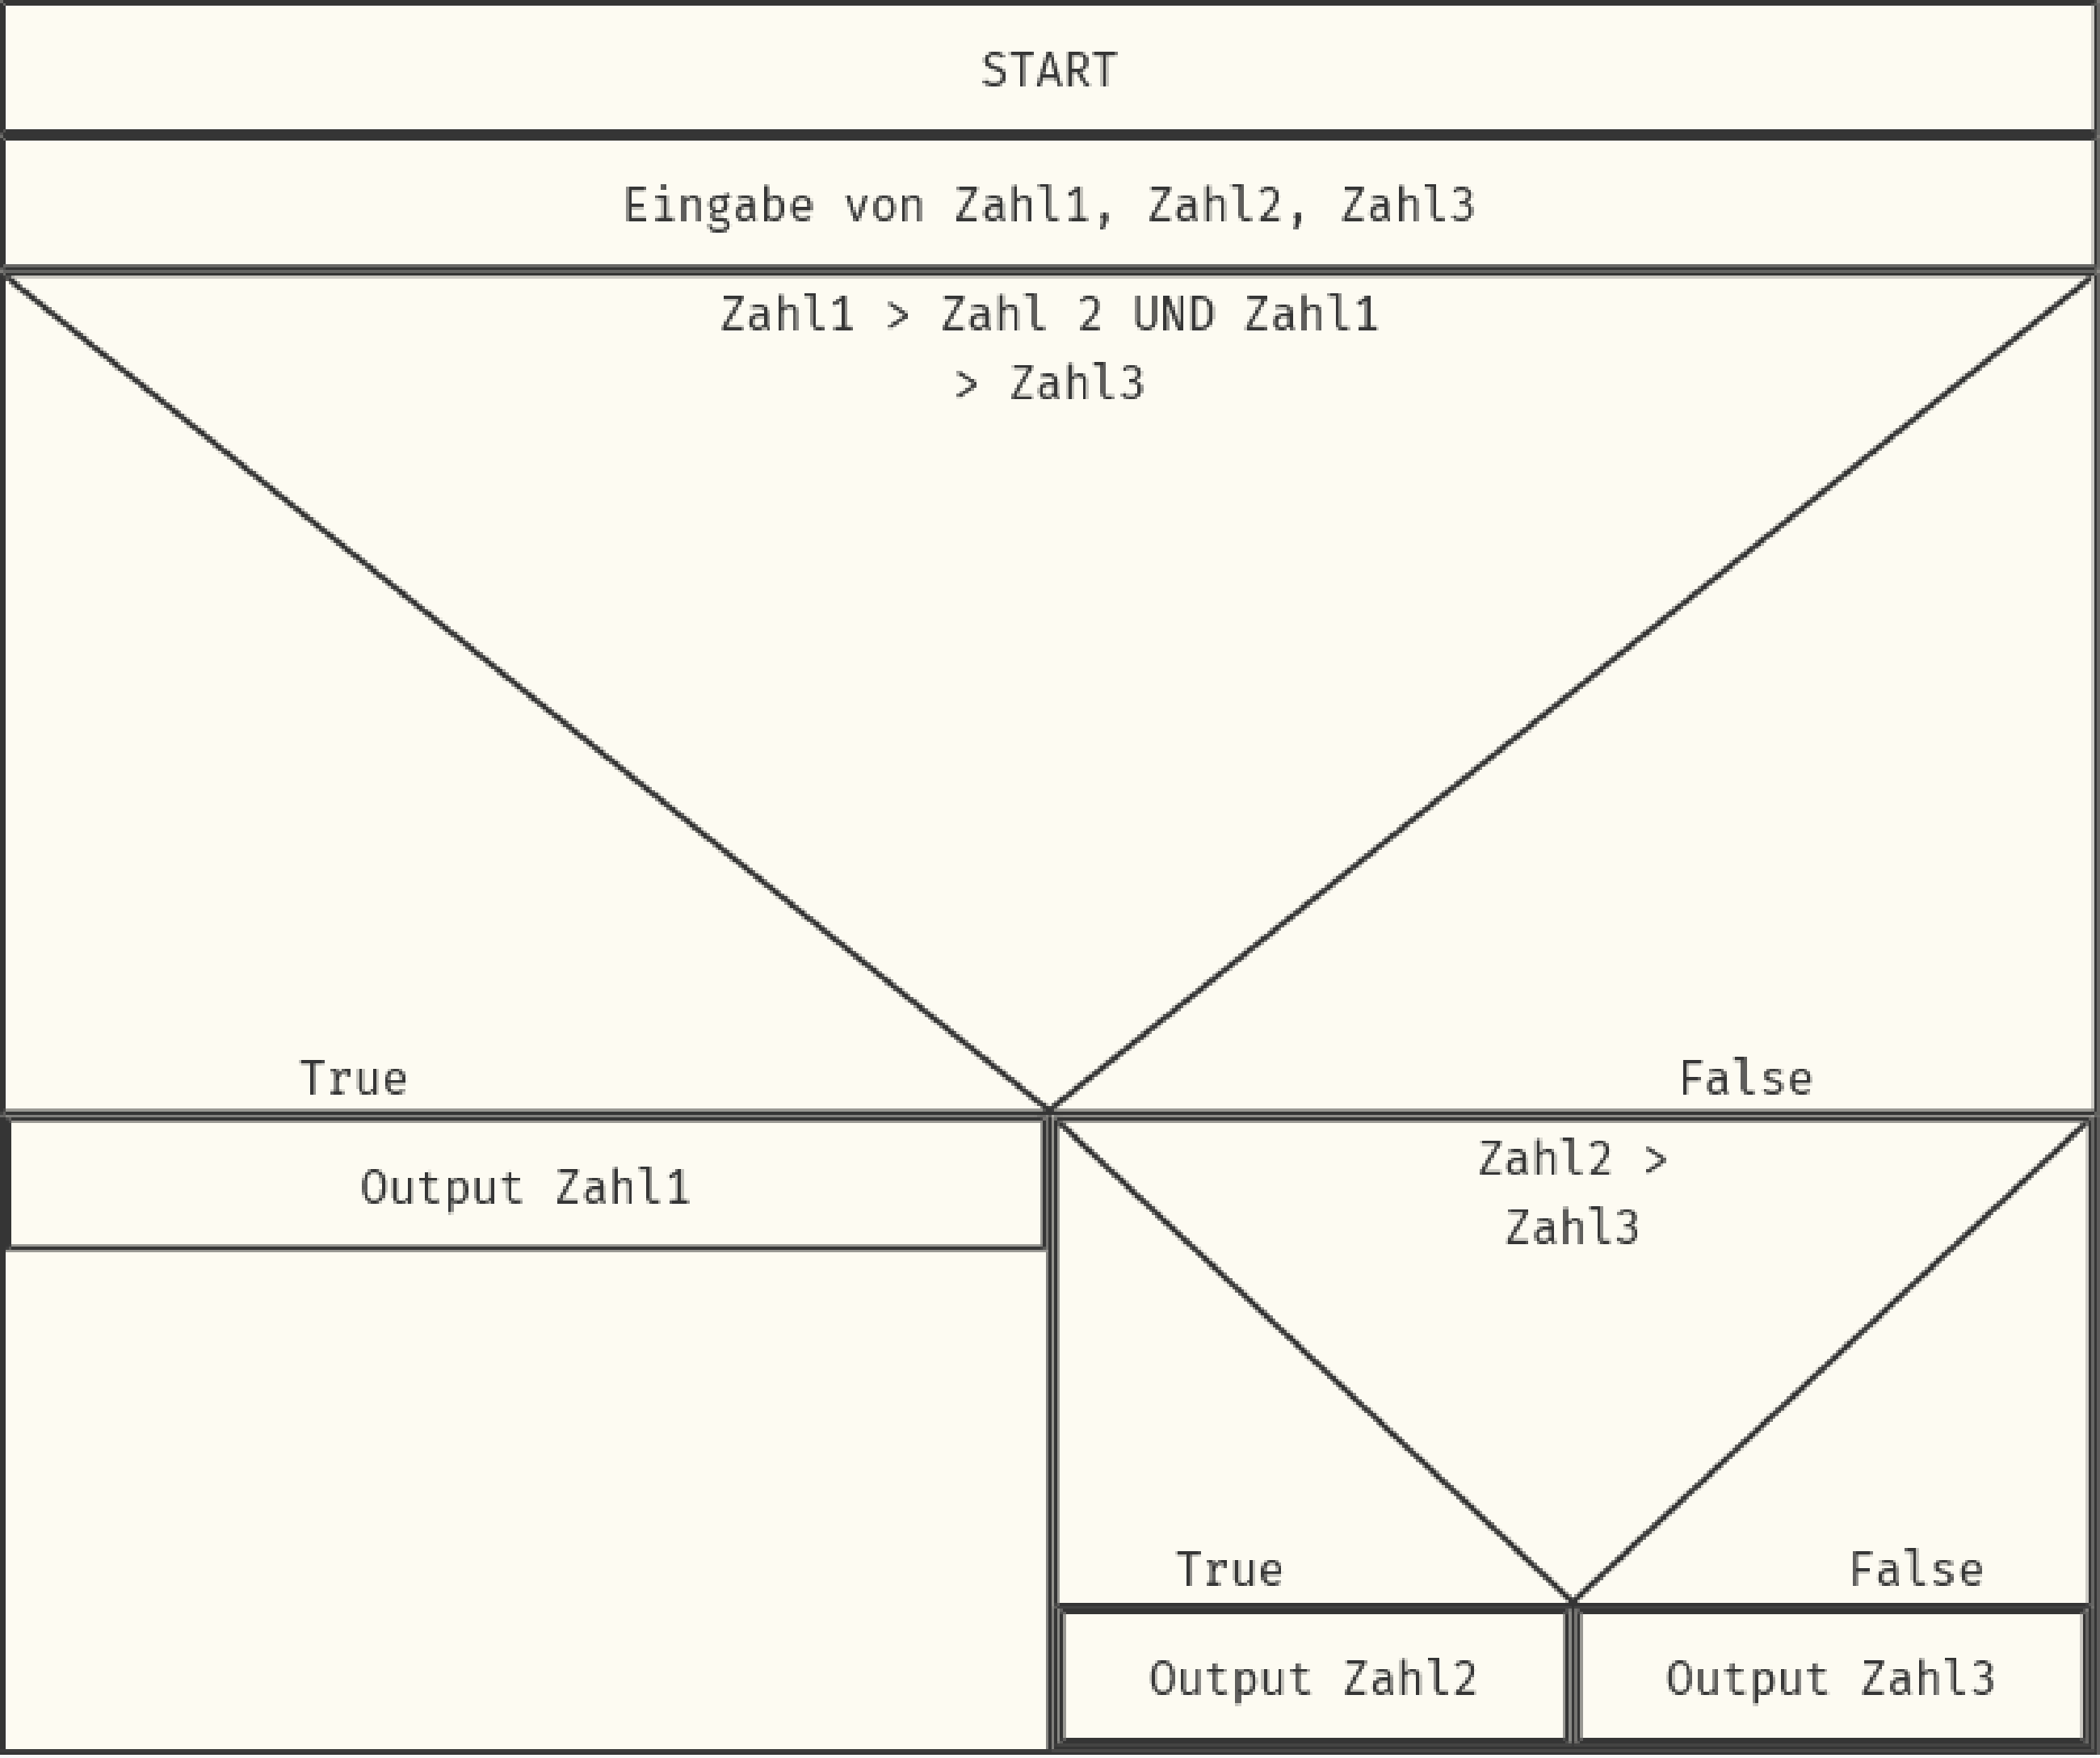 START
Eingabe von Zahl1, Zahl2, Zahl3
Zahl1 > Zahl 2 UND Zahl1
> Zahl3
True
False
Output Zahl1
Zahl2 >
Zahl3
True
False
Output Zahl2
Output Zahl3